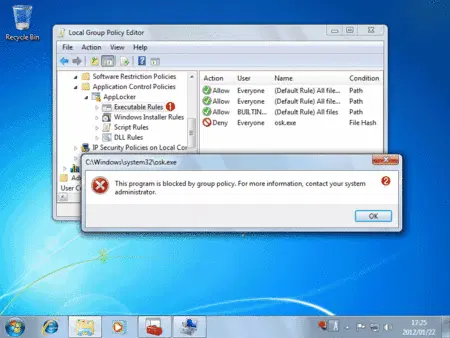 Recycle Bin
Local Group Policy Editor
File Action View Help
Software Restriction Policies
Application Control Policies
AppLocker
Executable Rules 1
Windows Installer Rules
Script Rules
DLL Rules
IP Security Policies on Local Co
Action User Name Condition
Allow Everyone (Default Rule) All file... Path
Allow Everyone (Default Rule) All file... Path
Allow BUILTIN... (Default Rule) All file... Path
Deny Everyone osk.exe File Hash
Ad
User C
C:\Windows\system32\osk.exe
This program is blocked by group policy. For more information, contact your system
administrator.
2
OK
13:25
2012/01/22